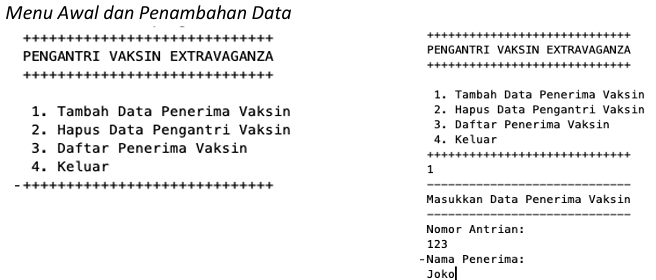 Menu Awal dan Penambahan Data
+++++++++++++++++++++++++++++
PENGANTRI VAKSIN EXTRAVAGANZA
+++++++++++++++++++++++++++++
1. Tambah Data Penerima Vaksin
2. Hapus Data Pengantri Vaksin
3. Daftar Penerima Vaksin
4. Keluar
-+++++++++++++++++++++++++++++
+++++++++++++++++++++++++++++
PENGANTRI VAKSIN EXTRAVAGANZA
+++++++++++++++++++++++++++++
1. Tambah Data Penerima Vaksin
2. Hapus Data Pengantri Vaksin
3. Daftar Penerima Vaksin
4. Keluar
+++++++++++++++++++++++++++++
1
-----------------------------
Masukkan Data Penerima Vaksin
-----------------------------
Nomor Antrian:
123
-Nama Penerima:
Joko